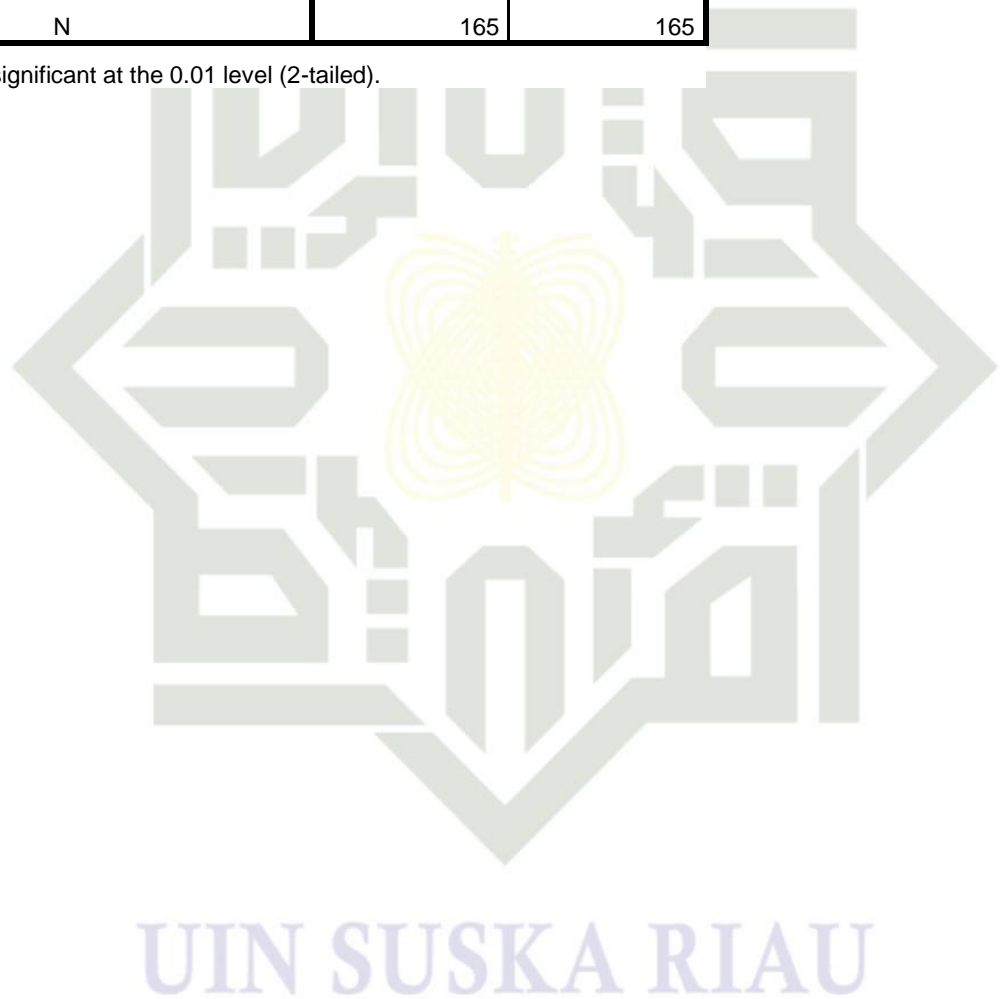 N 165 165
significant at the 0.01 level (2-tailed).
UIN SUSKA RIAU